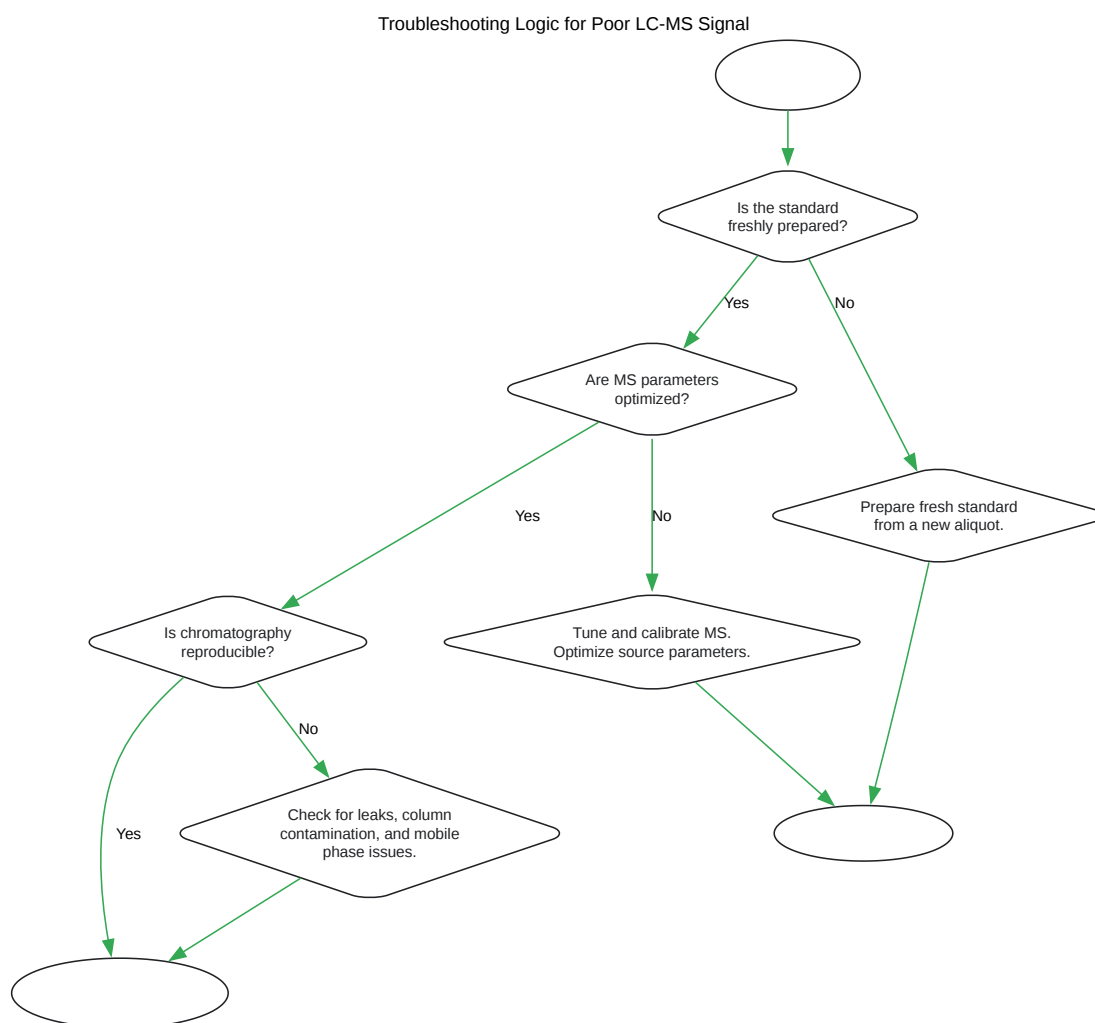 Troubleshooting Logic for Poor LC-MS Signal
Is the standard
freshly prepared?
Yes
No
Are MS parameters
optimized?
Prepare fresh standard
from a new aliquot.
Yes
No
Is chromatography
reproducible?
Tune and calibrate MS.
Optimize source parameters.
No
Yes
Check for leaks, column
contamination, and mobile
phase issues.